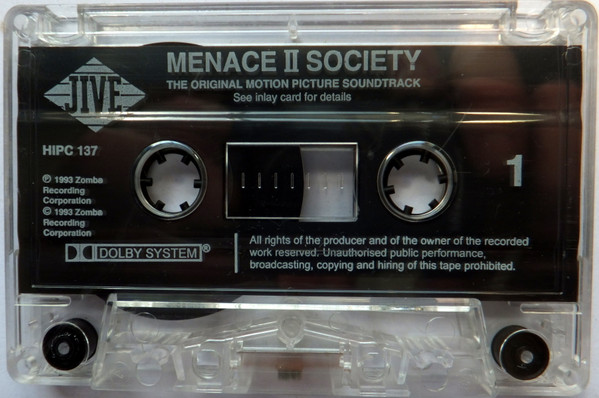 MENACE II SOCIETY
JIVE
THE ORIGINAL MOTION PICTURE SOUNDTRACK
See inlay card for details
HIPC 137
1
℗ 1993 Zomba
Recording
Corporation
© 1993 Zomba
Recording
Corporation
DOLBY SYSTEM®
All rights of the producer and of the owner of the recorded
work reserved. Unauthorised public performance,
broadcasting, copying and hiring of this tape prohibited.